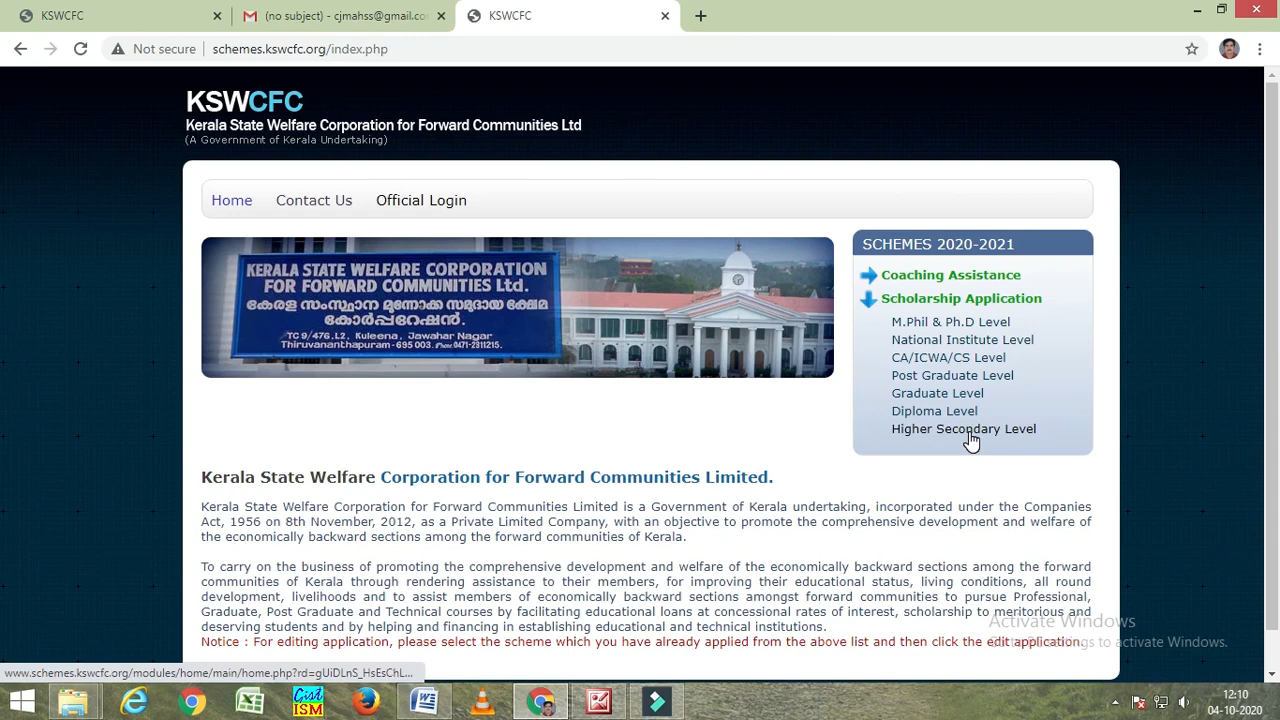 KSWCFC
(no subject) - cjmahss@gmail.co
KSWCFC
Not secure
schemes.kswcfc.org/index.php
KSWCFC
Kerala State Welfare Corporation for Forward Communities Ltd
(A Government of Kerala Undertaking)
Home
Contact Us
Official Login
KERALA STATE WELFARE CORPORATION
FOR FORWARD COMMUNITIES Ltd.
കേരള സംസ്ഥാന മുന്നോക്ക സമുദായ ക്ഷേമ
കോർപ്പറേഷൻ.
TC 9/476.L2, Kuleena, Jawahar Nagar
Thiruvananthapuram - 695 003. Phone: 0471-2311215.
SCHEMES 2020-2021
Coaching Assistance
Scholarship Application
M.Phil & Ph.D Level
National Institute Level
CA/ICWA/CS Level
Post Graduate Level
Graduate Level
Diploma Level
Higher Secondary Level
Kerala State Welfare Corporation for Forward Communities Limited.
Kerala State Welfare Corporation for Forward Communities Limited is a Government of Kerala undertaking, incorporated under the Companies
Act, 1956 on 8th November, 2012, as a Private Limited Company, with an objective to promote the comprehensive development and welfare of
the economically backward sections among the forward communities of Kerala.
To carry on the business of promoting the comprehensive development and welfare of the economically backward sections among the forward
communities of Kerala through rendering assistance to their members, for improving their educational status, living conditions, all round
development, livelihoods and to assist members of economically backward sections amongst forward communities to pursue Professional,
Graduate, Post Graduate and Technical courses by facilitating educational loans at concessional rates of interest, scholarship to meritorious and
deserving students and by helping and financing in establishing educational and technical institutions.
Notice : For editing application, please select the scheme which you have already applied from the above list and then click the edit application.
Activate Windows
Go to PC settings to activate Windows.
www.schemes.kswcfc.org/modules/home/main/home.php?rd=gUiDLnS_HsEsChL...
Gist
ISM
12:10
04-10-2020